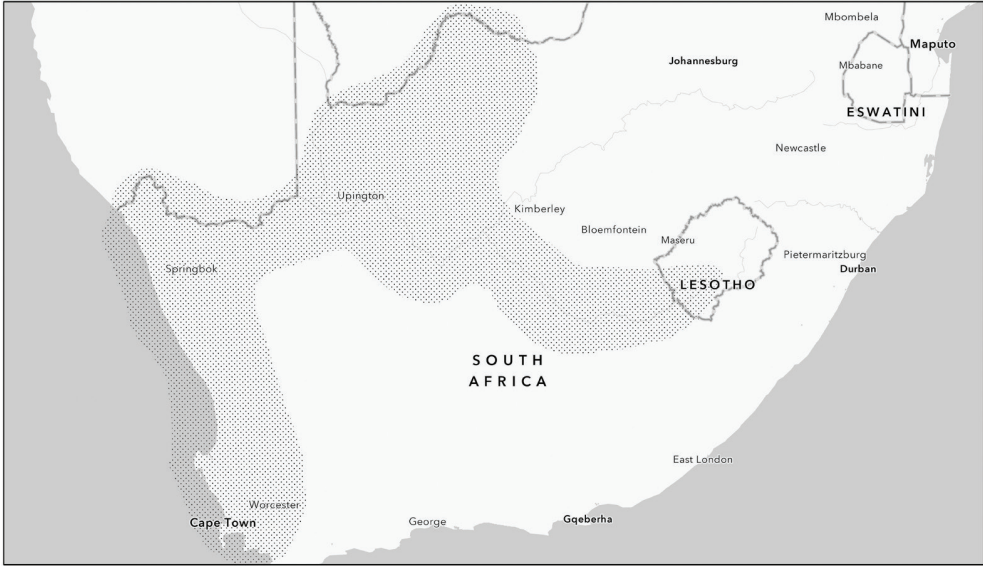 Mbombela
Maputo
Johannesburg
Mbabane
ESWATINI
Newcastle
Upington
Kimberley
Bloemfontein
Maseru
Pietermaritzburg
Springbok
Durban
LESOTHO
SOUTH
AFRICA
East London
Worcester
Cape Town
George
Gqeberha